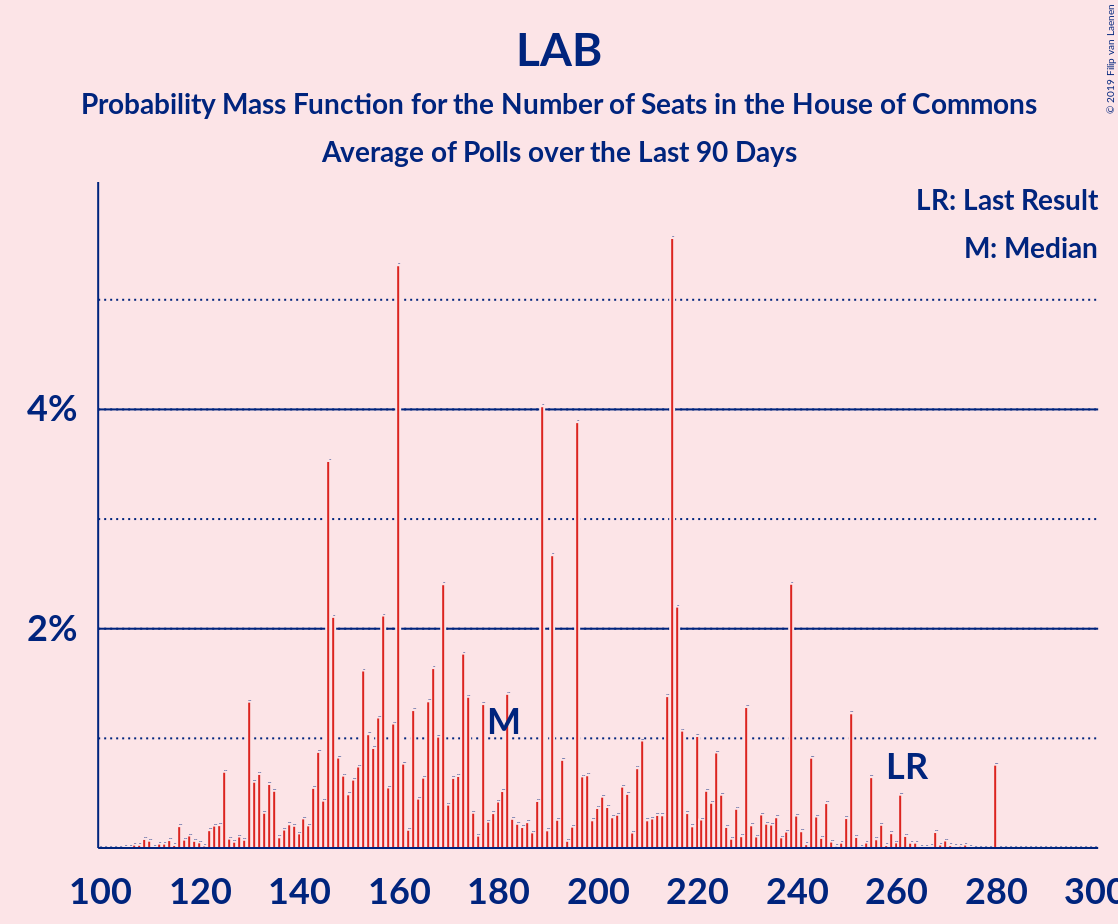 © 2019 Filip van Laenen
LAB
Probability Mass Function for the Number of Seats in the House of Commons
Average of Polls over the Last 90 Days
LR: Last Result
M: Median
4%
2%
M
LR
100 120 140 160 180 200 220 240 260 280 300